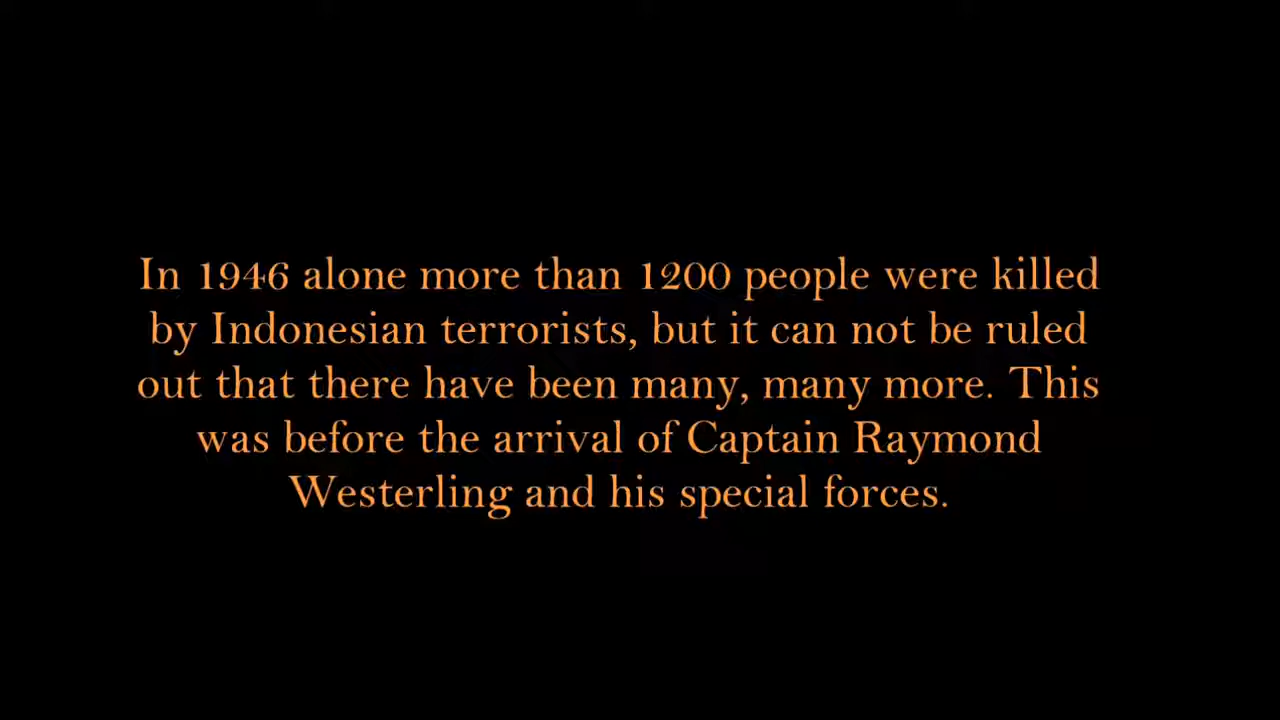 In 1946 alone more than 1200 people were killed
by Indonesian terrorists, but it can not be ruled
out that there have been many, many more. This
was before the arrival of Captain Raymond
Westerling and his special forces.